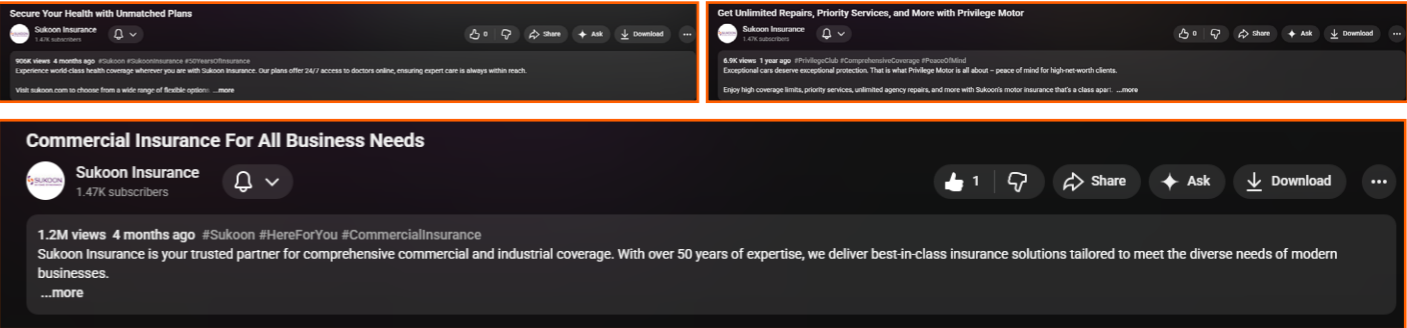 Secure Your Health with Unmatched Plans
Sukoon Insurance
1.47K subscribers
0
Share
Ask
Download
906K views 4 months ago #Sukoon #SukoonInsurance #50YearsOfInsurance
Experience world-class health coverage wherever you are with Sukoon Insurance. Our plans offer 24/7 access to doctors online, ensuring expert care is always within reach.
Visit sukoon.com to choose from a wide range of flexible options. ...more
Get Unlimited Repairs, Priority Services, and More with Privilege Motor
Sukoon Insurance
1.47K subscribers
0
Share
Ask
Download
6.9K views 1 year ago #PrivilegeClub #ComprehensiveCoverage #PeaceOfMind
Exceptional cars deserve exceptional protection. That is what Privilege Motor is all about – peace of mind for high-net-worth clients.
Enjoy high coverage limits, priority services, unlimited agency repairs, and more with Sukoon's motor insurance that's a class apart. ...more
Commercial Insurance For All Business Needs
SUKOON
Sukoon Insurance
1.47K subscribers
1
Share
Ask
Download
1.2M views 4 months ago #Sukoon #HereForYou #CommercialInsurance
Sukoon Insurance is your trusted partner for comprehensive commercial and industrial coverage. With over 50 years of expertise, we deliver best-in-class insurance solutions tailored to meet the diverse needs of modern
businesses.
...more